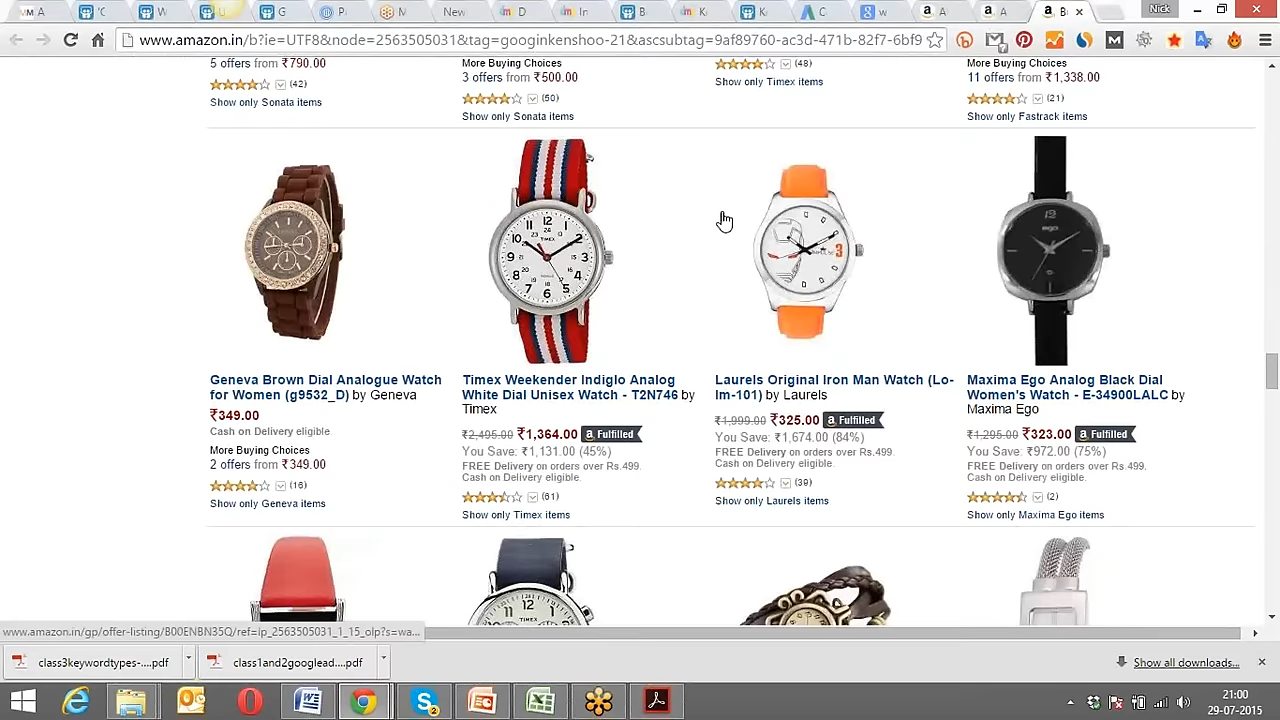 A
'C
W
Li
G
P
M
New
D
In
B
K
K
C
w
A
A
B
Nick
www.amazon.in/b?ie=UTF8&node=2563505031&tag=googinkenshoo-21&ascsubtag=9af89760-ac3d-471b-82f7-6bf9
5 offers from ₹790.00
(42)
Show only Sonata items
More Buying Choices
3 offers from ₹500.00
(50)
Show only Sonata items
(48)
Show only Timex items
More Buying Choices
11 offers from ₹1,338.00
(21)
Show only Fastrack items
Geneva Brown Dial Analogue Watch
for Women (g9532_D) by Geneva
₹349.00
Cash on Delivery eligible
More Buying Choices
2 offers from ₹349.00
(16)
Show only Geneva items
TIMEX
Timex Weekender Indiglo Analog
White Dial Unisex Watch - T2N746 by
Timex
₹2,495.00 ₹1,364.00 a Fulfilled
You Save: ₹1,131.00 (45%)
FREE Delivery on orders over Rs.499.
Cash on Delivery eligible.
(61)
Show only Timex items
Laurels Original Iron Man Watch (Lo-
Im-101) by Laurels
₹1,999.00 ₹325.00 a Fulfilled
You Save: ₹1,674.00 (84%)
FREE Delivery on orders over Rs.499.
Cash on Delivery eligible.
(39)
Show only Laurels items
ego
Maxima Ego Analog Black Dial
Women's Watch - E-34900LALC by
Maxima Ego
₹1,295.00 ₹323.00 a Fulfilled
You Save: ₹972.00 (75%)
FREE Delivery on orders over Rs.499.
Cash on Delivery eligible.
(2)
Show only Maxima Ego items
TIMEX
www.amazon.in/gp/offer-listing/B00ENBN35Q/ref=lp_2563505031_1_15_olp?s=wa...
class3keywordtypes-....pdf
class1and2googlead....pdf
Show all downloads...
21:00
29-07-2015